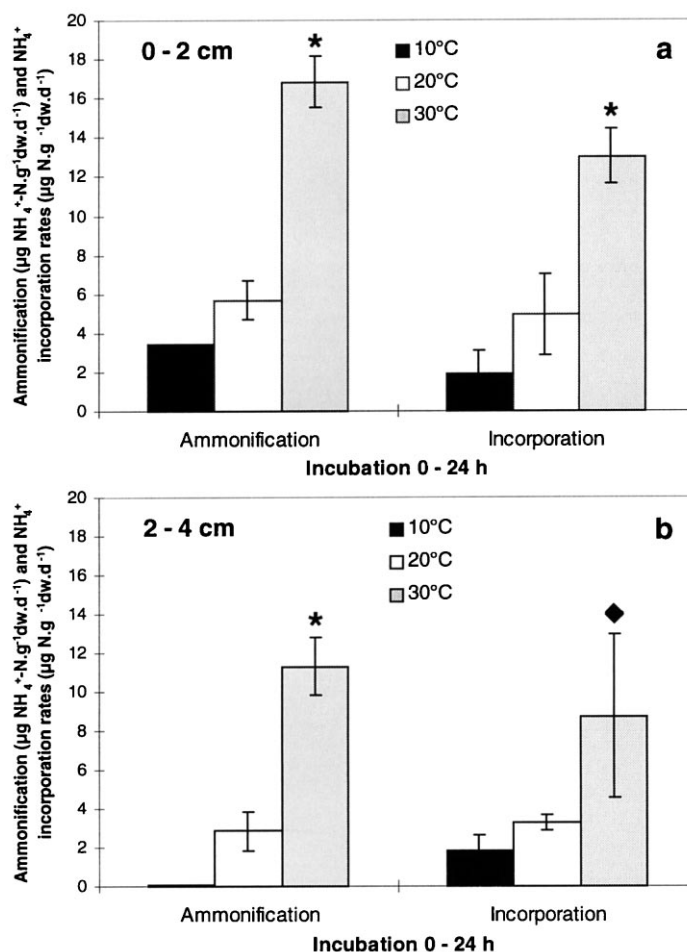 Ammonification (µg NH₄⁺-N.g⁻¹dw.d⁻¹) and NH₄⁺
incorporation rates (µg N.g ⁻¹dw.d⁻¹)
20
18
16
14
12
10
8
6
4
2
0
0 - 2 cm
10°C
20°C
30°C
a
*
*
Ammonification
Incorporation
Incubation 0 - 24 h
Ammonification (µg NH₄⁺-N.g⁻¹dw.d⁻¹) and NH₄⁺
incorporation rates (µg N.g ⁻¹dw.d⁻¹)
20
18
16
14
12
10
8
6
4
2
0
2 - 4 cm
10°C
20°C
30°C
b
*
◆
Ammonification
Incorporation
Incubation 0 - 24 h